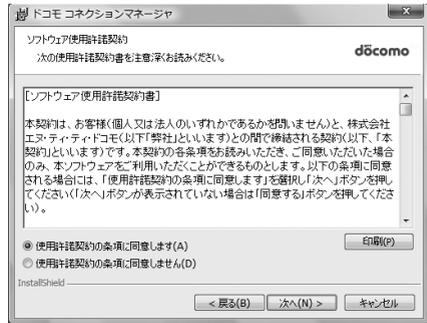 ドコモ コネクションマネージャ
ソフトウェア使用許諾契約
次の使用許諾契約書を注意深くお読みください。
döcomo
[ソフトウェア使用許諾契約書]
本契約は、お客様(個人又は法人のいずれかであるかを問いません)と、株式会社
エヌ・ティ・ティ・ドコモ(以下「弊社」といいます)との間で締結される契約(以下、「本
契約」といいます)です。本契約の各条項をお読みいただき、ご同意いただいた場合
のみ、本ソフトウェアをご利用いただくことができるものとします。以下の条項に同意
される場合には、「使用許諾契約の条項に同意します」を選択し「次へ」ボタンを押し
てください(「次へ」ボタンが表示されていない場合は「同意する」ボタンを押してくださ
い)。
使用許諾契約の条項に同意します(A)
印刷(P)
使用許諾契約の条項に同意しません(D)
InstallShield
< 戻る(B)
次へ(N) >
キャンセル